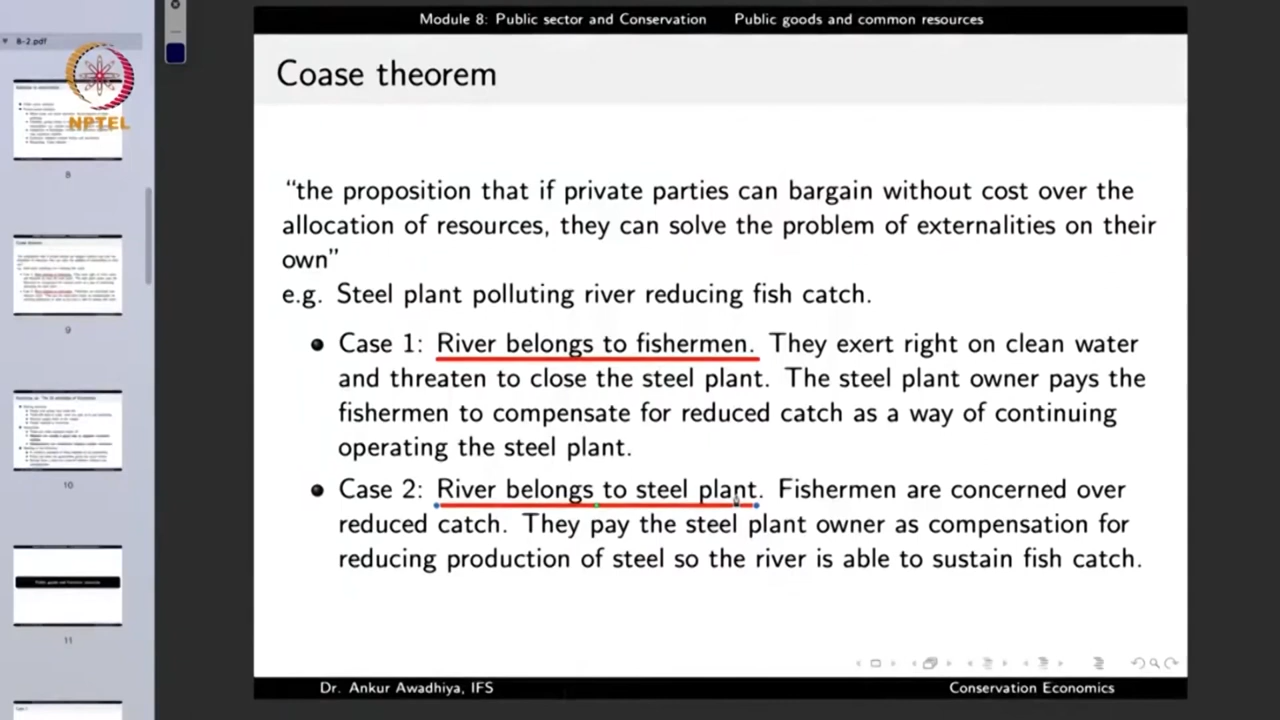 Module 8: Public sector and Conservation Public goods and common resources
8-2.pdf
NPTEL
8
9
10
11
Coase theorem
“the proposition that if private parties can bargain without cost over the
allocation of resources, they can solve the problem of externalities on their
own”
e.g. Steel plant polluting river reducing fish catch.
Case 1: River belongs to fishermen. They exert right on clean water
and threaten to close the steel plant. The steel plant owner pays the
fishermen to compensate for reduced catch as a way of continuing
operating the steel plant.
Case 2: River belongs to steel plant. Fishermen are concerned over
reduced catch. They pay the steel plant owner as compensation for
reducing production of steel so the river is able to sustain fish catch.
Dr. Ankur Awadhiya, IFS Conservation Economics